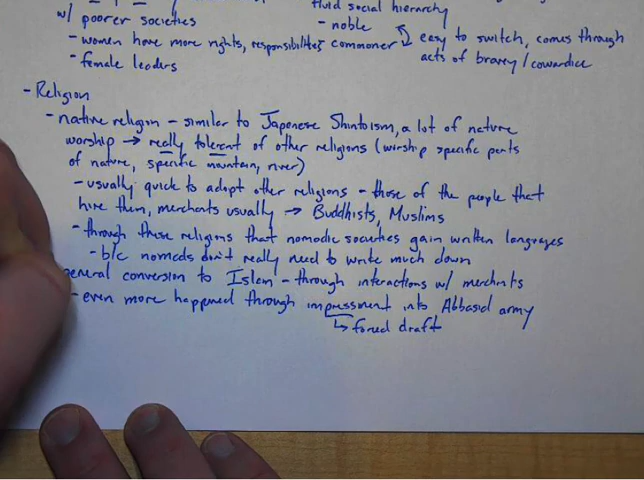 w/ poorer societies
- women have more rights, responsibilities
- female leaders
fluid social hierarchy
- noble
commoner
easy to switch, comes through
acts of bravery/cowardice
- Religion
- native religion - similar to Japanese Shintoism, a lot of nature
worship → really tolerant of other religions (worship specific parts
of nature, specific mountain, river)
- usually quick to adopt other religions - those of the people that
hire them, merchants usually → Buddhists, Muslims
- through these religions that nomadic societies gain written languages
- b/c nomads don't really need to write much down
general conversion to Islam - through interactions w/ merchants
- even more happened through impressment into Abbasid army
↳ forced draft